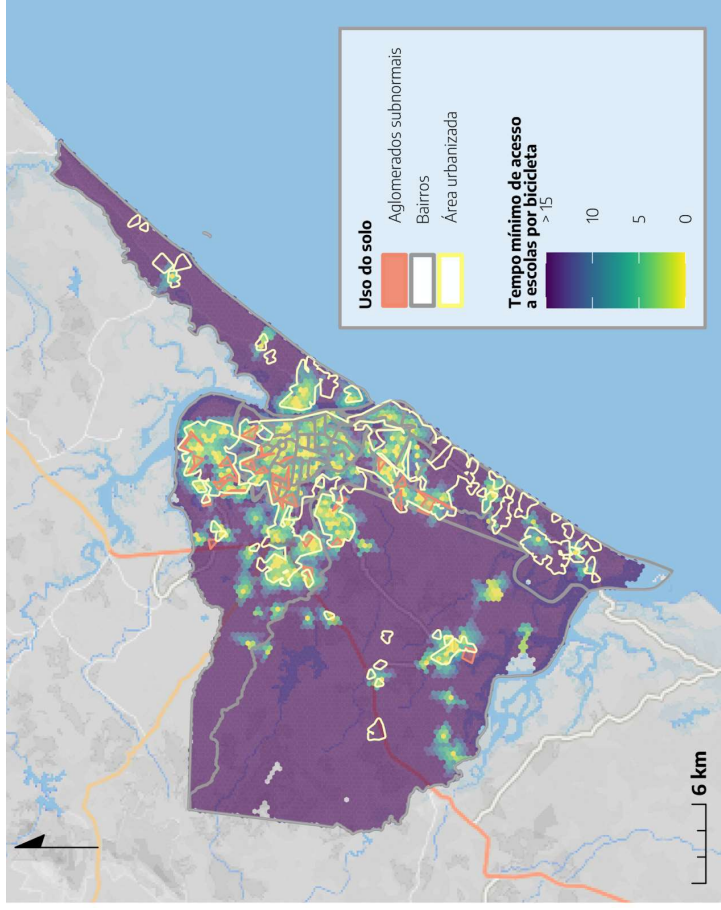 Uso do solo
Aglomerados subnormais
Bairros
Área urbanizada
Tempo mínimo de acesso
a escolas por bicicleta
> 15
10
5
0
6 km